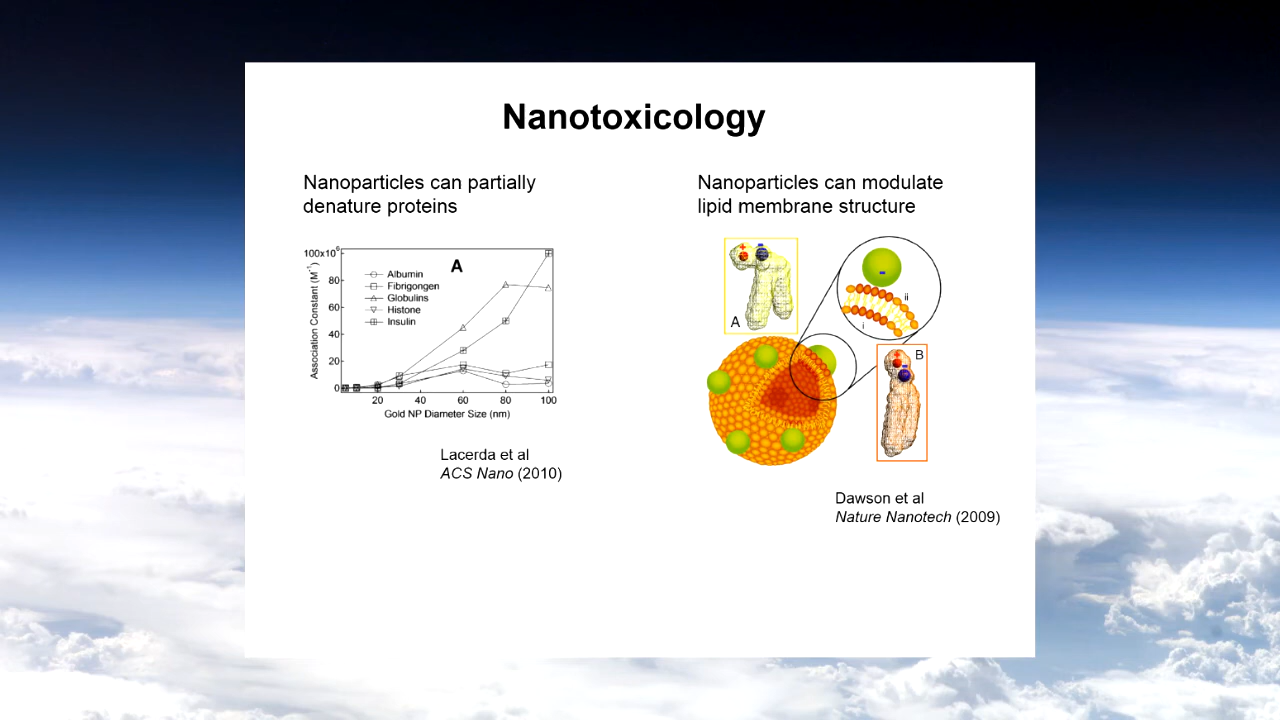 Nanotoxicology
Nanoparticles can partially
denature proteins
100x10⁶
80
60
40
20
0
Association Constant (M⁻¹)
A
Albumin
Fibrigongen
Globulins
Histone
Insulin
20 40 60 80 100
Gold NP Diameter Size (nm)
Lacerda et al
ACS Nano (2010)
Nanoparticles can modulate
lipid membrane structure
+ -
A
-
ii
i
B
+
-
Dawson et al
Nature Nanotech (2009)